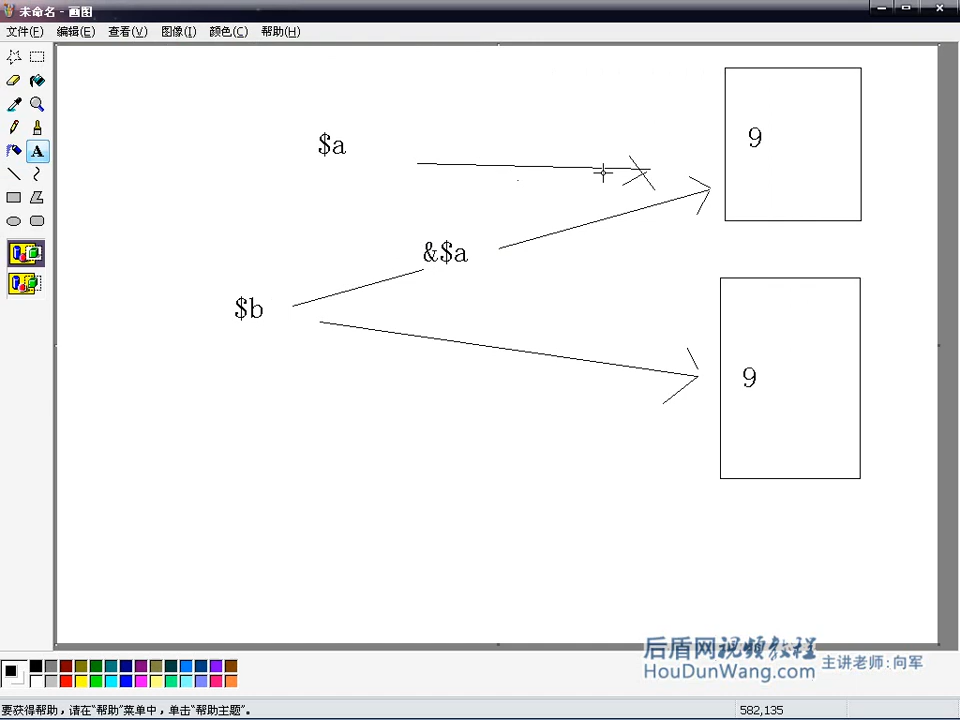 未命名 - 画图
文件(F) 编辑(E) 查看(V) 图像(I) 颜色(C) 帮助(H)
A
$a
9
&$a
$b
9
后盾网视频教程
HouDunWang.com
主讲老师:向军
要获得帮助，请在“帮助”菜单中，单击“帮助主题”。
582,135